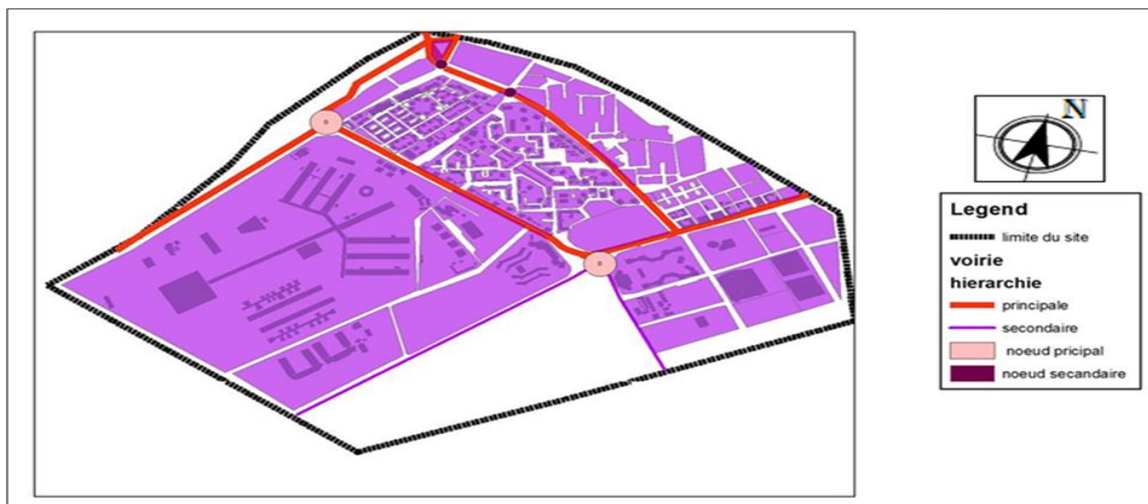 N
Legend
limite du site
voirie
hierarchie
principale
secondaire
noeud pricipal
noeud secandaire